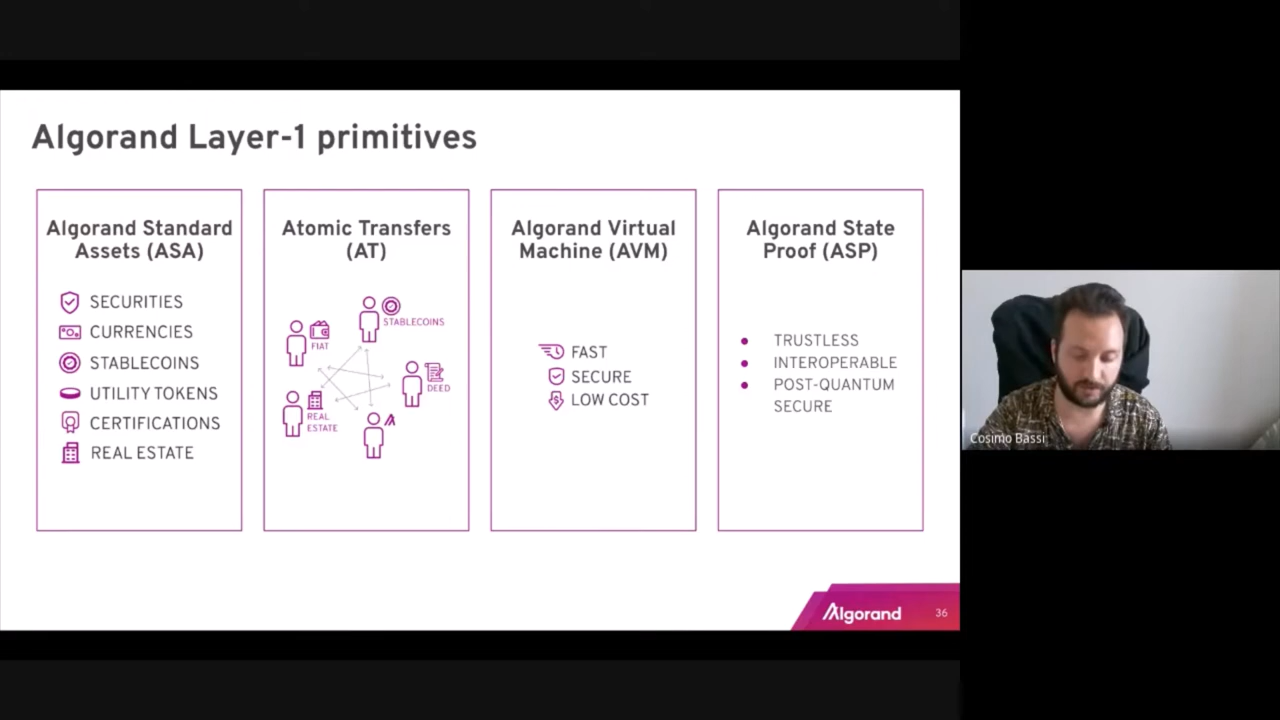 Algorand Layer-1 primitives
Algorand Standard
Assets (ASA)
SECURITIES
CURRENCIES
STABLECOINS
UTILITY TOKENS
CERTIFICATIONS
REAL ESTATE
Atomic Transfers
(AT)
STABLECOINS
FIAT
DEED
REAL
ESTATE
Algorand Virtual
Machine (AVM)
FAST
SECURE
LOW COST
Algorand State
Proof (ASP)
TRUSTLESS
INTEROPERABLE
POST-QUANTUM
SECURE
Algorand
36
Cosimo Bassi